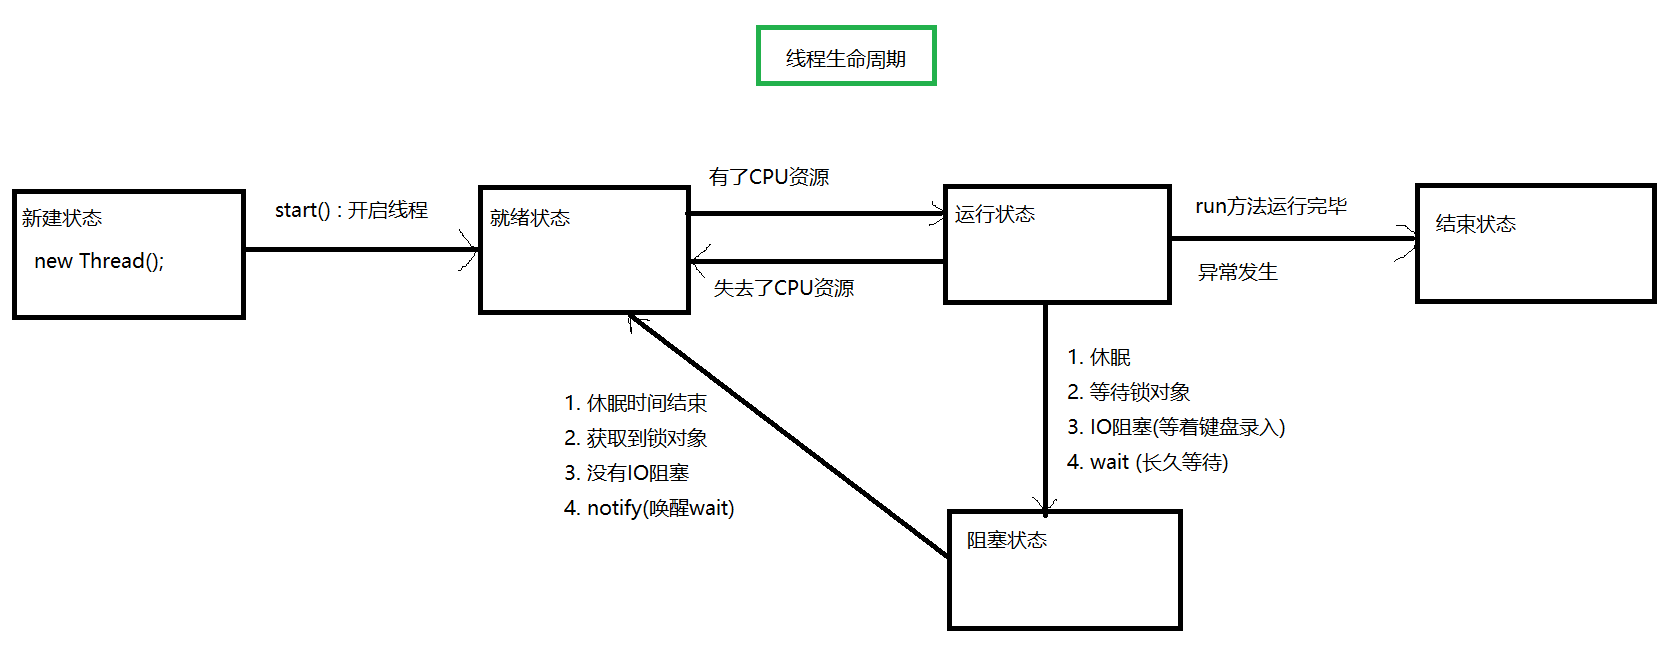 线程生命周期
新建状态
new Thread();
start() : 开启线程
就绪状态
有了CPU资源
失去了CPU资源
运行状态
run方法运行完毕
异常发生
结束状态
1. 休眠
2. 等待锁对象
3. IO阻塞(等着键盘录入)
4. wait (长久等待)
1. 休眠时间结束
2. 获取到锁对象
3. 没有IO阻塞
4. notify(唤醒wait)
阻塞状态